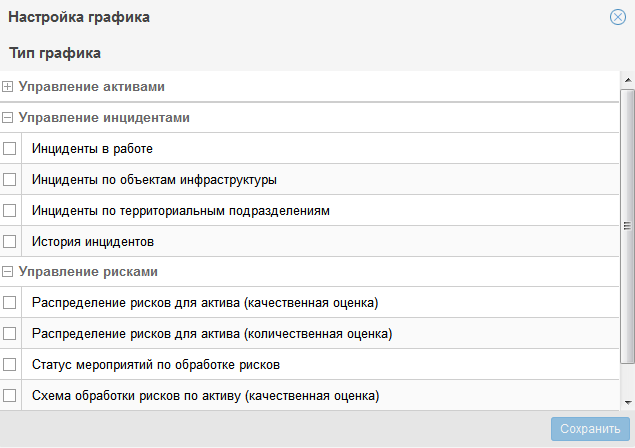 Настройка графика
Тип графика
Управление активами
Управление инцидентами
Инциденты в работе
Инциденты по объектам инфраструктуры
Инциденты по территориальным подразделениям
История инцидентов
Управление рисками
Распределение рисков для актива (качественная оценка)
Распределение рисков для актива (количественная оценка)
Статус мероприятий по обработке рисков
Схема обработки рисков по активу (качественная оценка)
Сохранить